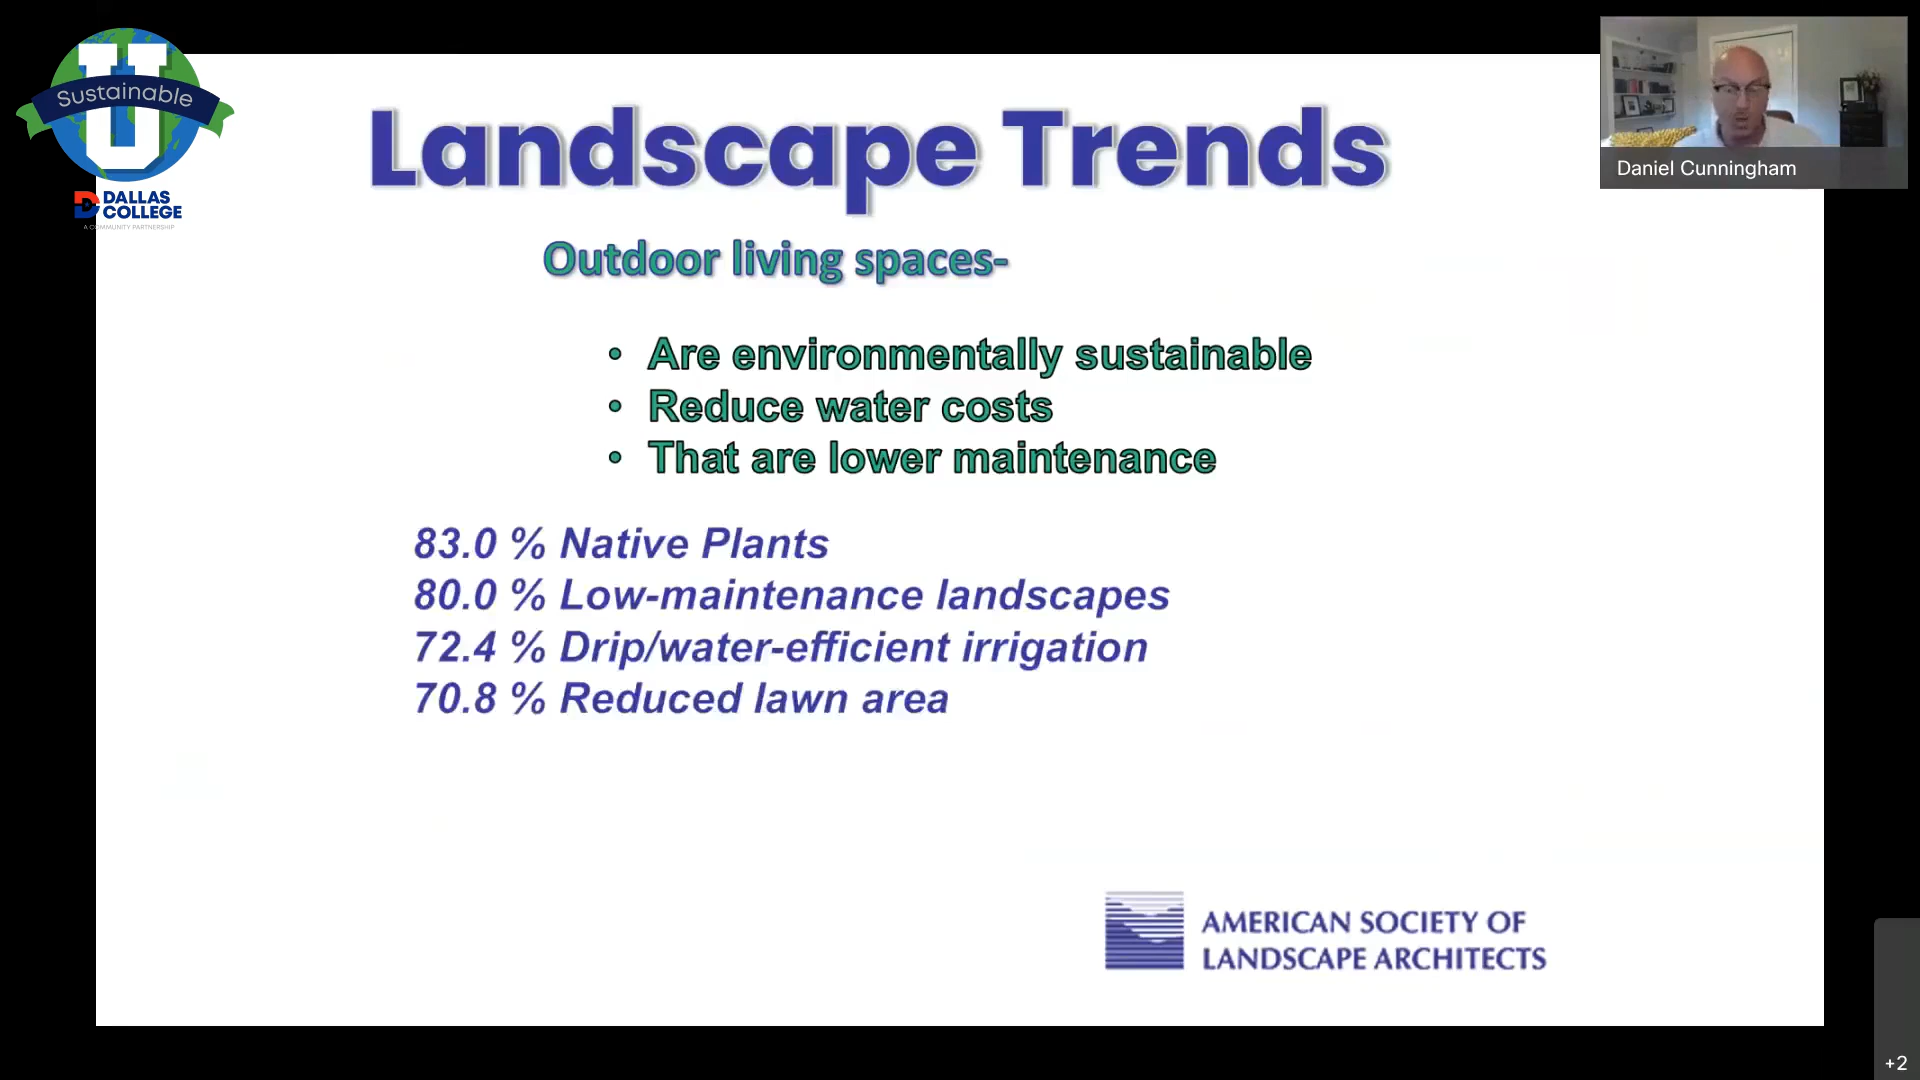 U
Sustainable
DALLAS
COLLEGE
A COMMUNITY PARTNERSHIP
Landscape Trends
Daniel Cunningham
Outdoor living spaces-
• Are environmentally sustainable
• Reduce water costs
• That are lower maintenance
83.0 % Native Plants
80.0 % Low-maintenance landscapes
72.4 % Drip/water-efficient irrigation
70.8 % Reduced lawn area
AMERICAN SOCIETY OF
LANDSCAPE ARCHITECTS
+2